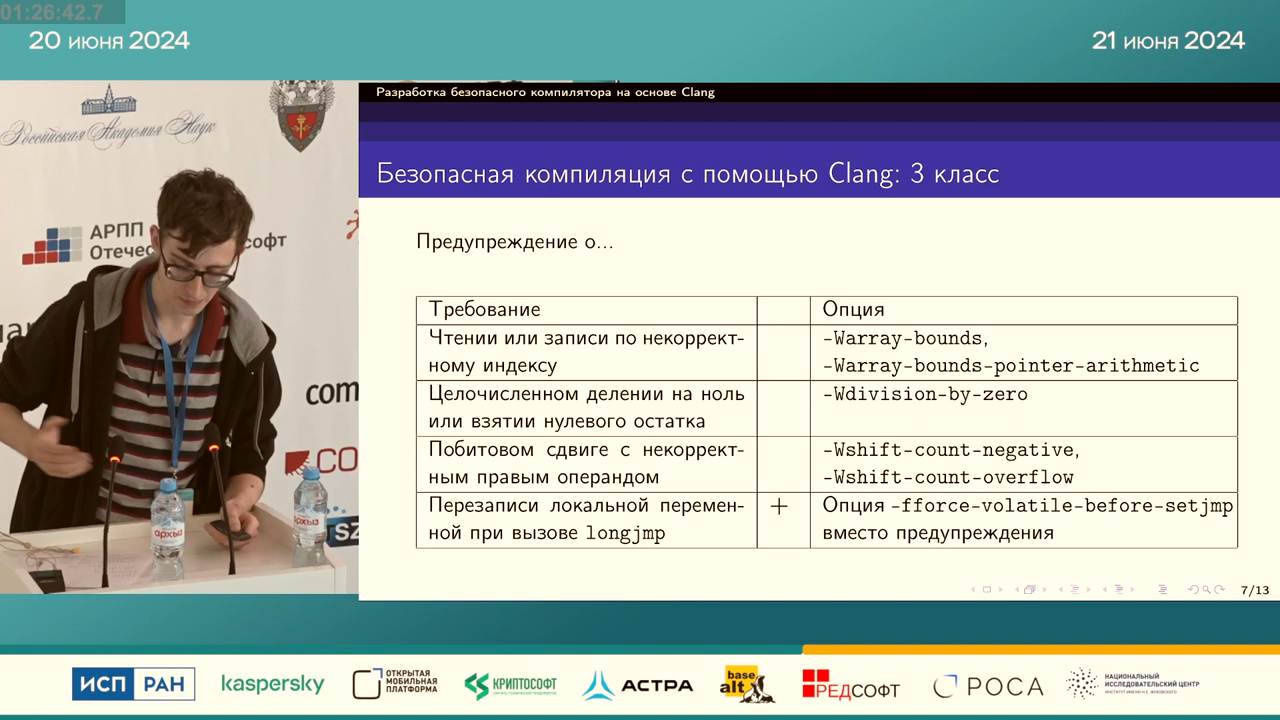 01:26:42.7
20 июня 2024
21 июня 2024
Российская Академия Наук
АРПП
Отечес
софт
com
СО
архыз
архыз
SZ
Разработка безопасного компилятора на основе Clang
Безопасная компиляция с помощью Clang: 3 класс
Предупреждение о...
Требование
Опция
Чтении или записи по некоррект-
ному индексу
-Warray-bounds,
-Warray-bounds-pointer-arithmetic
Целочисленном делении на ноль
или взятии нулевого остатка
-Wdivision-by-zero
Побитовом сдвиге с некоррект-
ным правым операндом
-Wshift-count-negative,
-Wshift-count-overflow
Перезаписи локальной перемен-
ной при вызове longjmp
+
Опция -fforce-volatile-before-setjmp
вместо предупреждения
7/13
ИСП РАН
kaspersky
ОТКРЫТАЯ
МОБИЛЬНАЯ
ПЛАТФОРМА
КРИПТОСОФТ
АСТРА
base
alt
РЕДСОФТ
РОСА
НАЦИОНАЛЬНЫЙ
ИССЛЕДОВАТЕЛЬСКИЙ ЦЕНТР